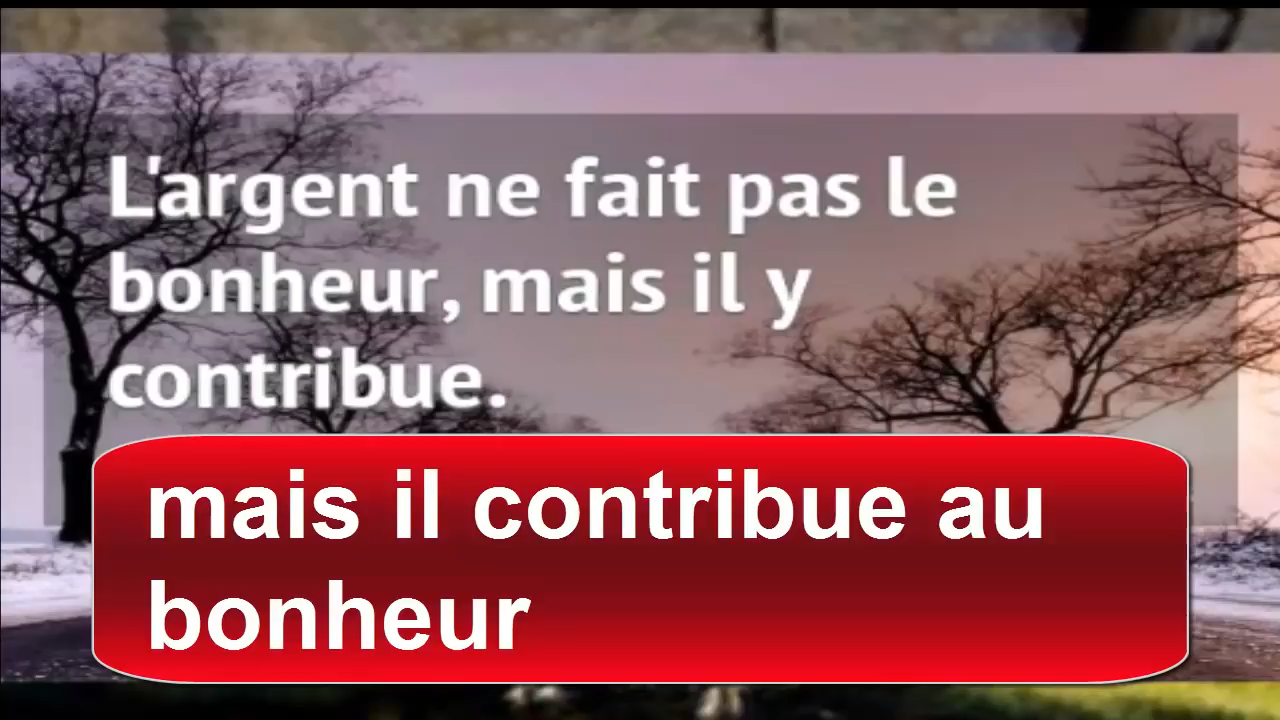 L'argent ne fait pas le
bonheur, mais il y
contribue.
mais il contribue au
bonheur